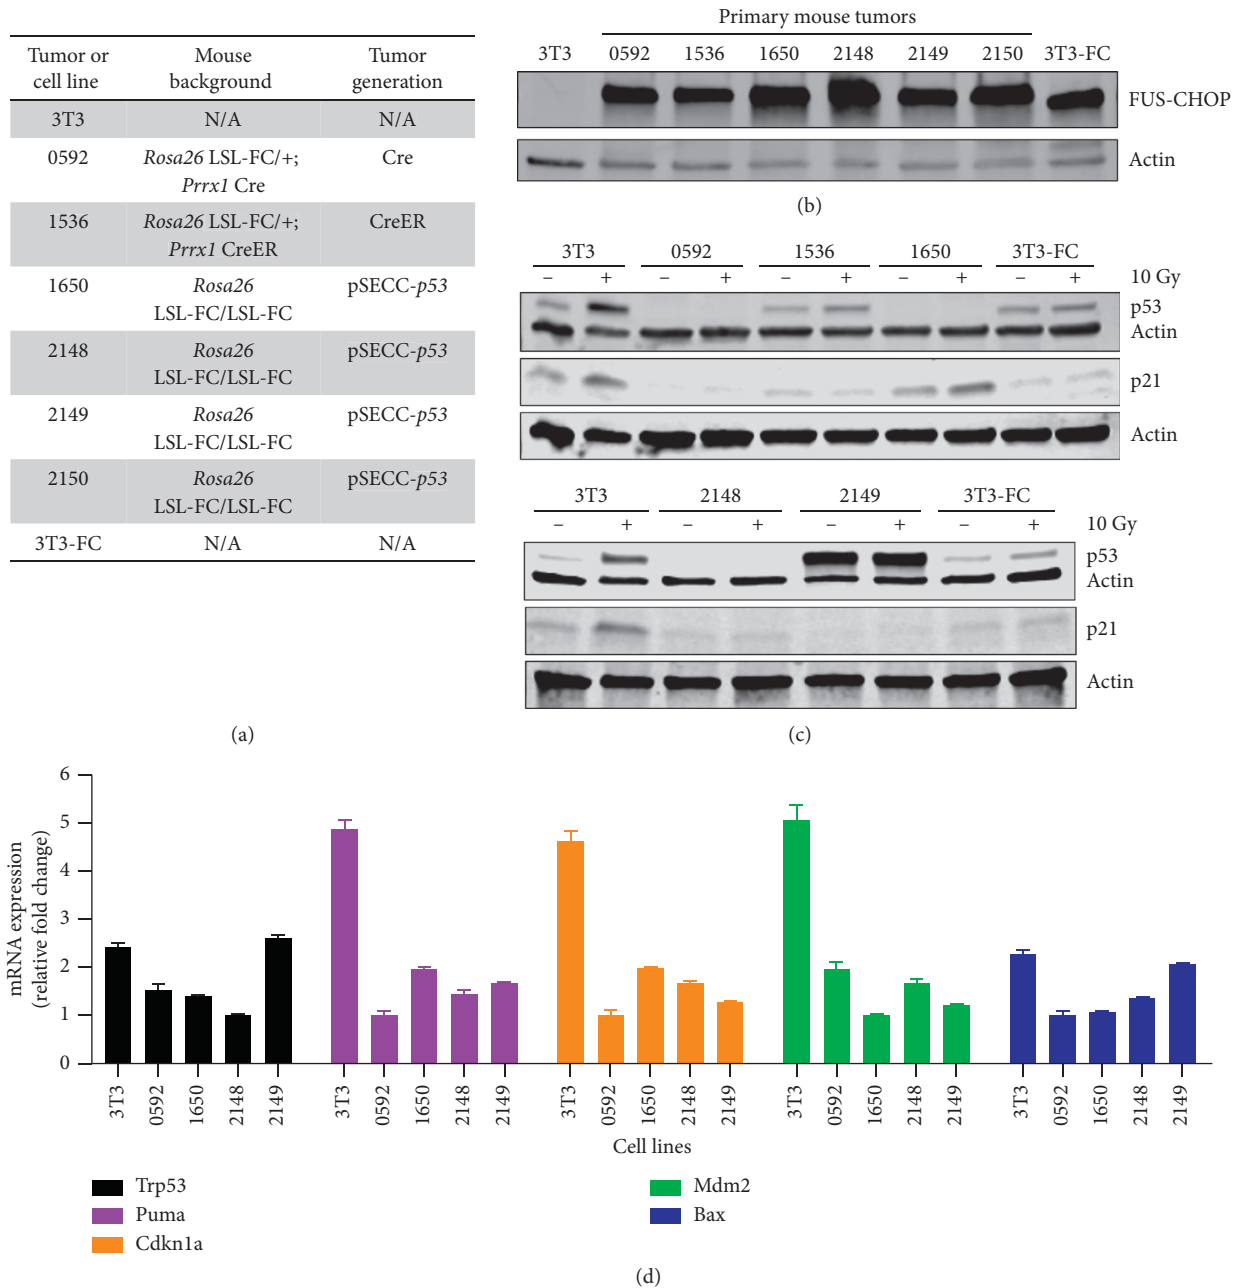 Tumor or cell line Mouse background Tumor generation
3T3 N/A N/A
0592 Rosa26 LSL-FC/+; Prrx1 Cre Cre
1536 Rosa26 LSL-FC/+; Prrx1 CreER CreER
1650 Rosa26 LSL-FC/LSL-FC pSECC-p53
2148 Rosa26 LSL-FC/LSL-FC pSECC-p53
2149 Rosa26 LSL-FC/LSL-FC pSECC-p53
2150 Rosa26 LSL-FC/LSL-FC pSECC-p53
3T3-FC N/A N/A
(a)
Primary mouse tumors
3T3 0592 1536 1650 2148 2149 2150 3T3-FC
FUS-CHOP
Actin
(b)
3T3 0592 1536 1650 3T3-FC
– + – + – + – + – + 10 Gy
p53
Actin
p21
Actin
3T3 2148 2149 3T3-FC
– + – + – + – + 10 Gy
p53
Actin
p21
Actin
(c)
mRNA expression
(relative fold change)
6
5
4
3
2
1
0
3T3 0592 1650 2148 2149 3T3 0592 1650 2148 2149 3T3 0592 1650 2148 2149 3T3 0592 1650 2148 2149 3T3 0592 1650 2148 2149
Cell lines
Trp53
Puma
Cdkn1a
Mdm2
Bax
(d)